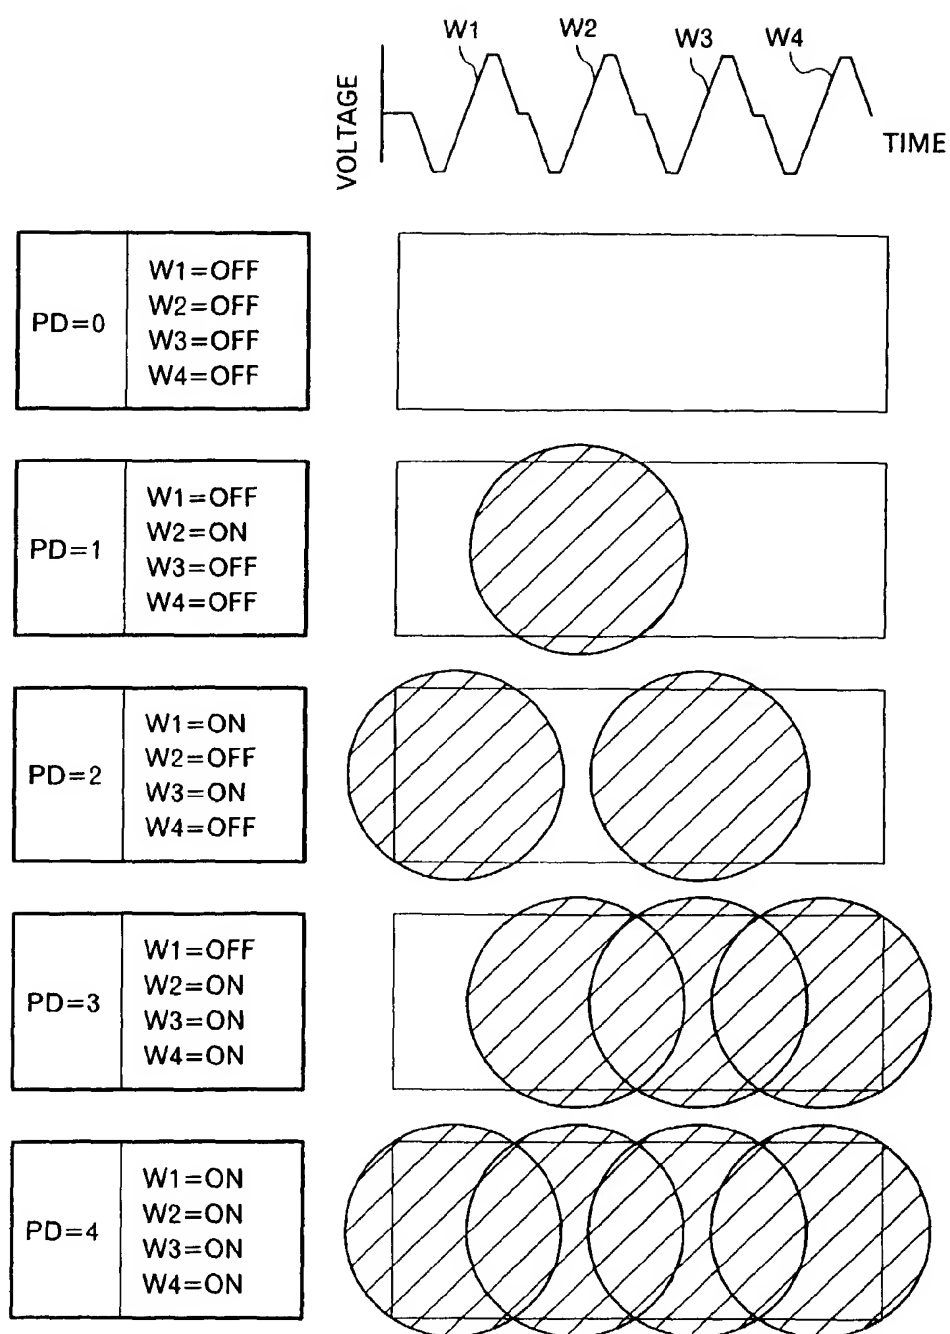 W1
W2
W3
W4
VOLTAGE
TIME
PD=0
W1=OFF
W2=OFF
W3=OFF
W4=OFF
PD=1
W1=OFF
W2=ON
W3=OFF
W4=OFF
PD=2
W1=ON
W2=OFF
W3=ON
W4=OFF
PD=3
W1=OFF
W2=ON
W3=ON
W4=ON
PD=4
W1=ON
W2=ON
W3=ON
W4=ON